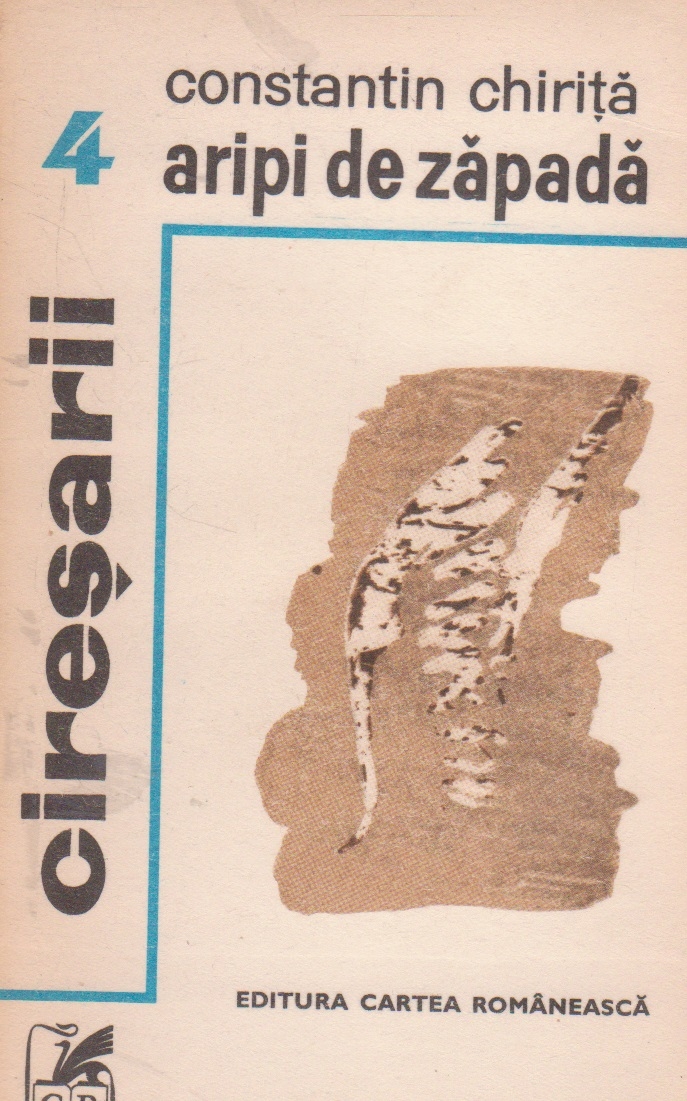 constantin chiriță
4
aripi de zăpadă
cireșarii
EDITURA CARTEA ROMÂNEASCĂ
C R